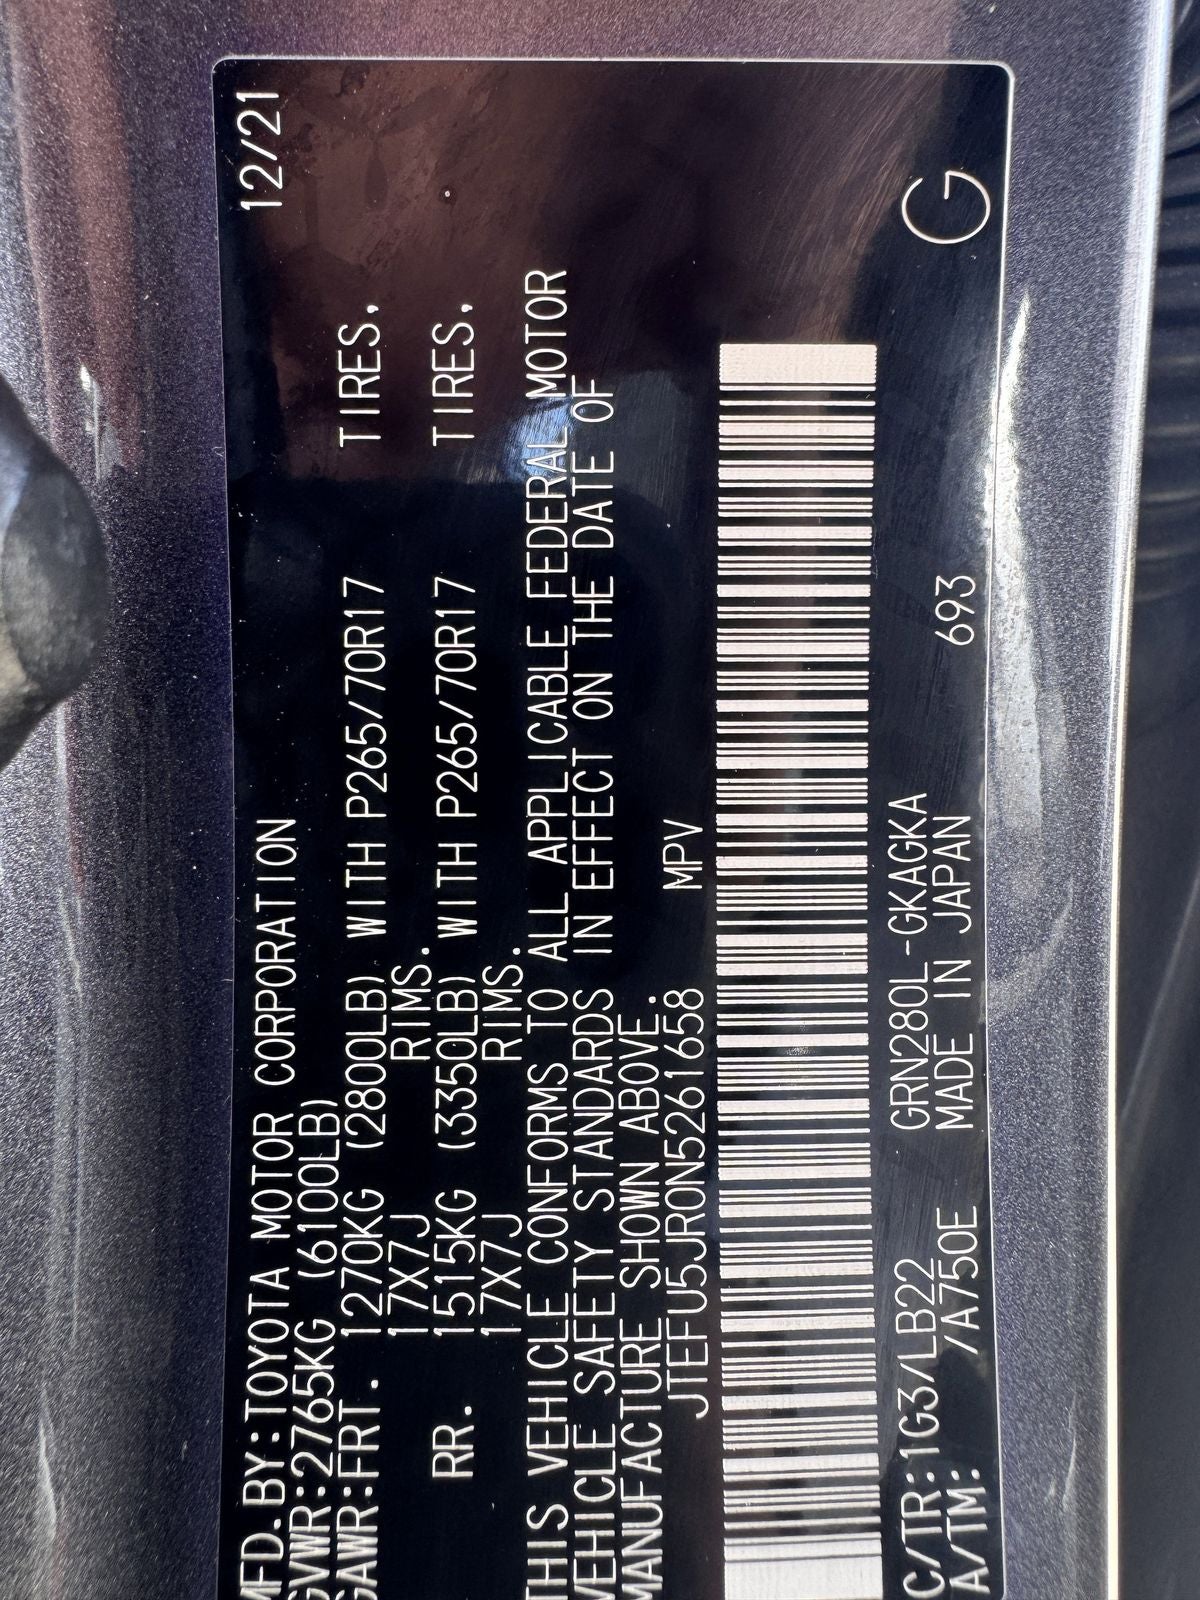 MFD.BY:TOYOTA MOTOR CORPORATION 12/21
GVWR:2765KG (6100LB)
GAWR:FRT. 1270KG (2800LB) WITH P265/70R17 TIRES,
17X7J RIMS.
RR. 1515KG (3350LB) WITH P265/70R17 TIRES,
17X7J RIMS.
THIS VEHICLE CONFORMS TO ALL APPLICABLE FEDERAL MOTOR
VEHICLE SAFETY STANDARDS IN EFFECT ON THE DATE OF
MANUFACTURE SHOWN ABOVE.
JTEFU5JR0N5261658 MPV
C/TR:1G3/LB22 GRN280L-GKAGKA G
A/TM: /A750E MADE IN JAPAN 693